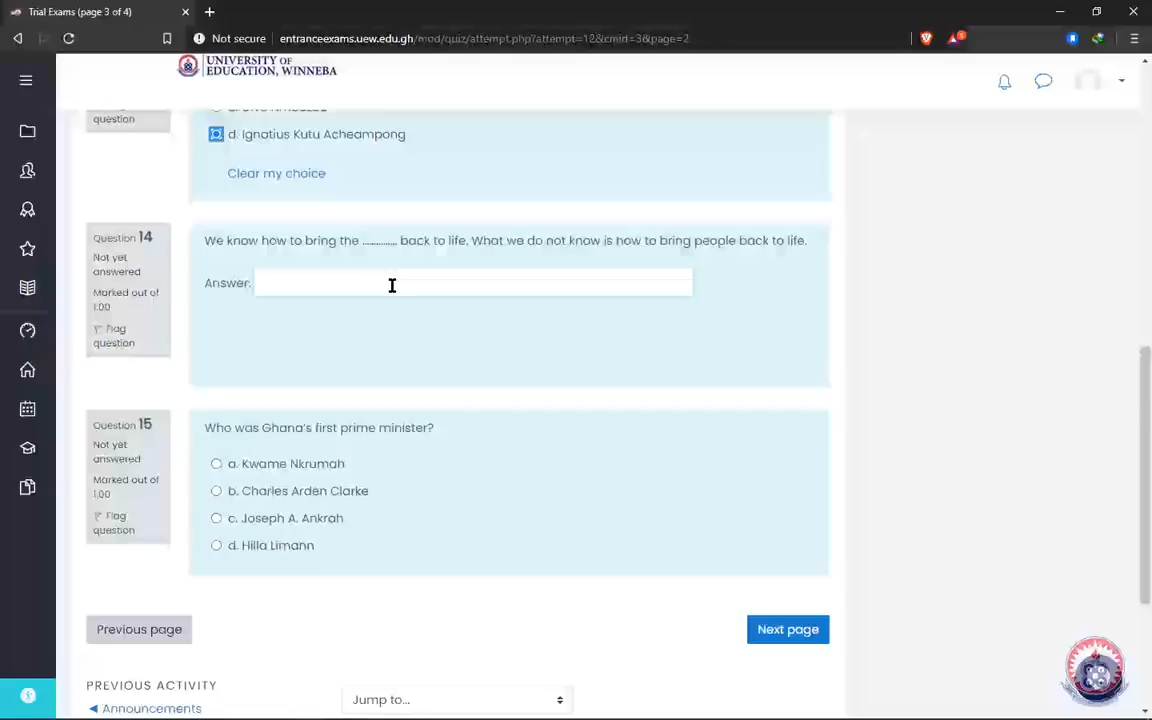 Trial Exams (page 3 of 4)
Not secure
entranceexams.uew.edu.gh/mod/quiz/attempt.php?attempt=12&cmid=3&page=2
UNIVERSITY OF
EDUCATION, WINNEBA
question
d. Ignatius Kutu Acheampong
Clear my choice
Question 14
Not yet
answered
Marked out of
1.00
Flag
question
We know how to bring the ............. back to life. What we do not know is how to bring people back to life.
Answer:
Question 15
Not yet
answered
Marked out of
1.00
Flag
question
Who was Ghana's first prime minister?
a. Kwame Nkrumah
b. Charles Arden Clarke
c. Joseph A. Ankrah
d. Hilla Limann
Previous page
Next page
PREVIOUS ACTIVITY
◄ Announcements
Jump to...